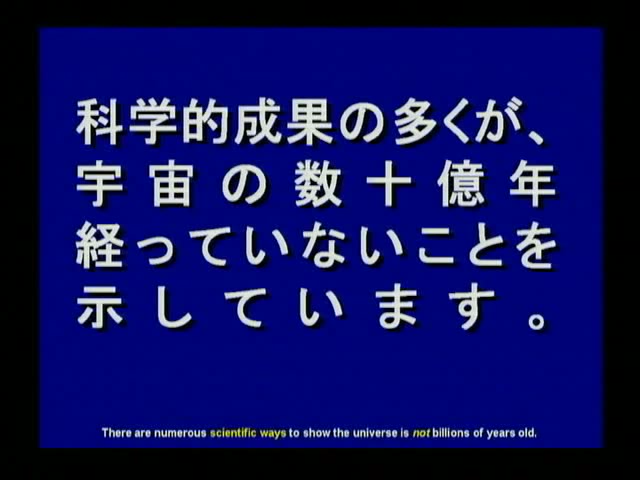 科学的成果の多くが、
宇宙の数十億年
経っていないことを
示しています。
There are numerous scientific ways to show the universe is not billions of years old.